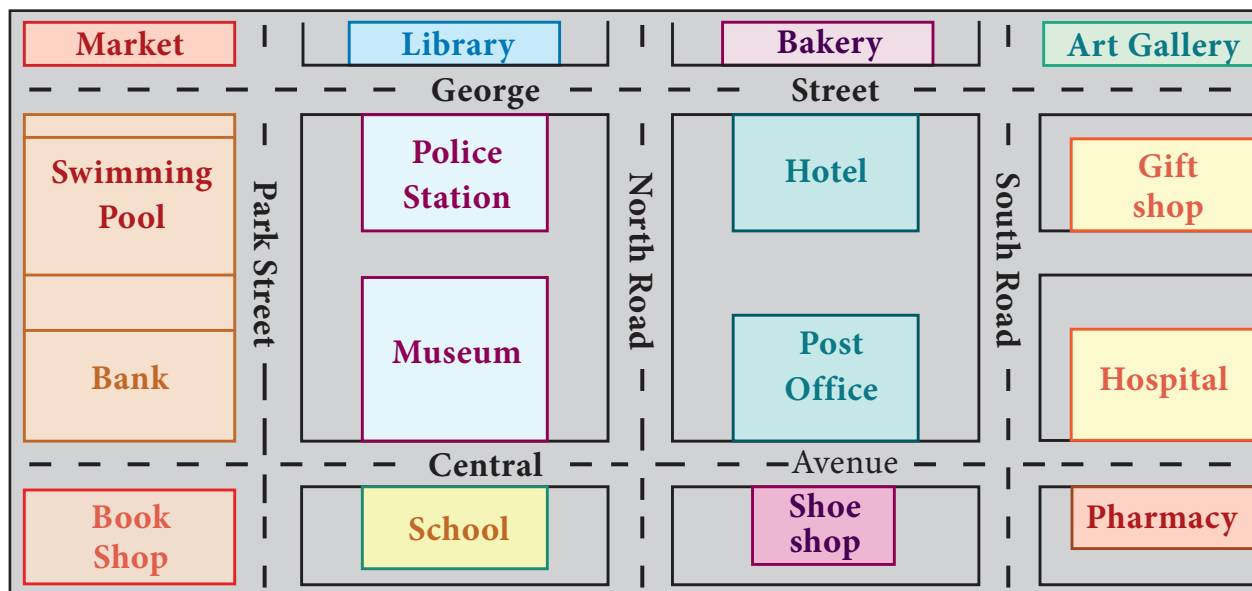 Market
Library
Bakery
Art Gallery
George Street
Swimming
Pool
Police
Station
Hotel
Gift
shop
Park Street
North Road
South Road
Bank
Museum
Post
Office
Hospital
Central Avenue
Book
Shop
School
Shoe
shop
Pharmacy